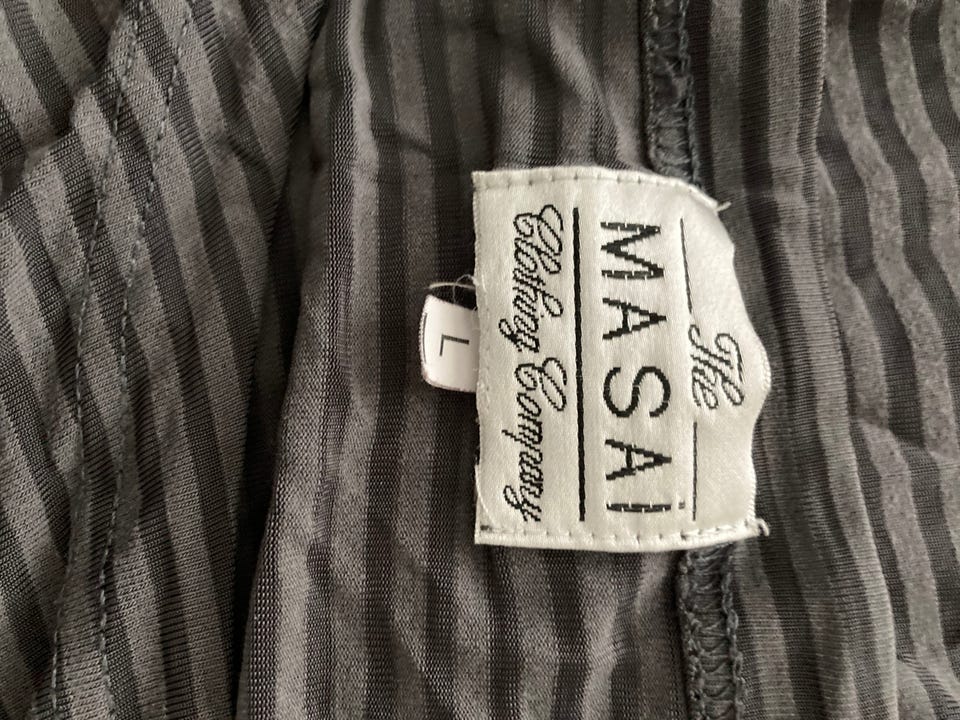 The
MASAi
Clothing Company
L